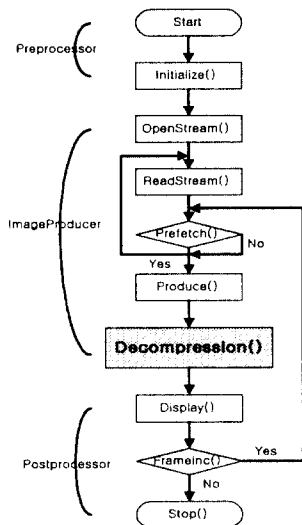 Start
Preprocessor
Initialize()
OpenStream()
ReadStream()
ImageProducer
Prefetch()
No
Yes
Produce()
Decompression()
Display()
Yes
FrameInc()
Postprocessor
No
Stop()